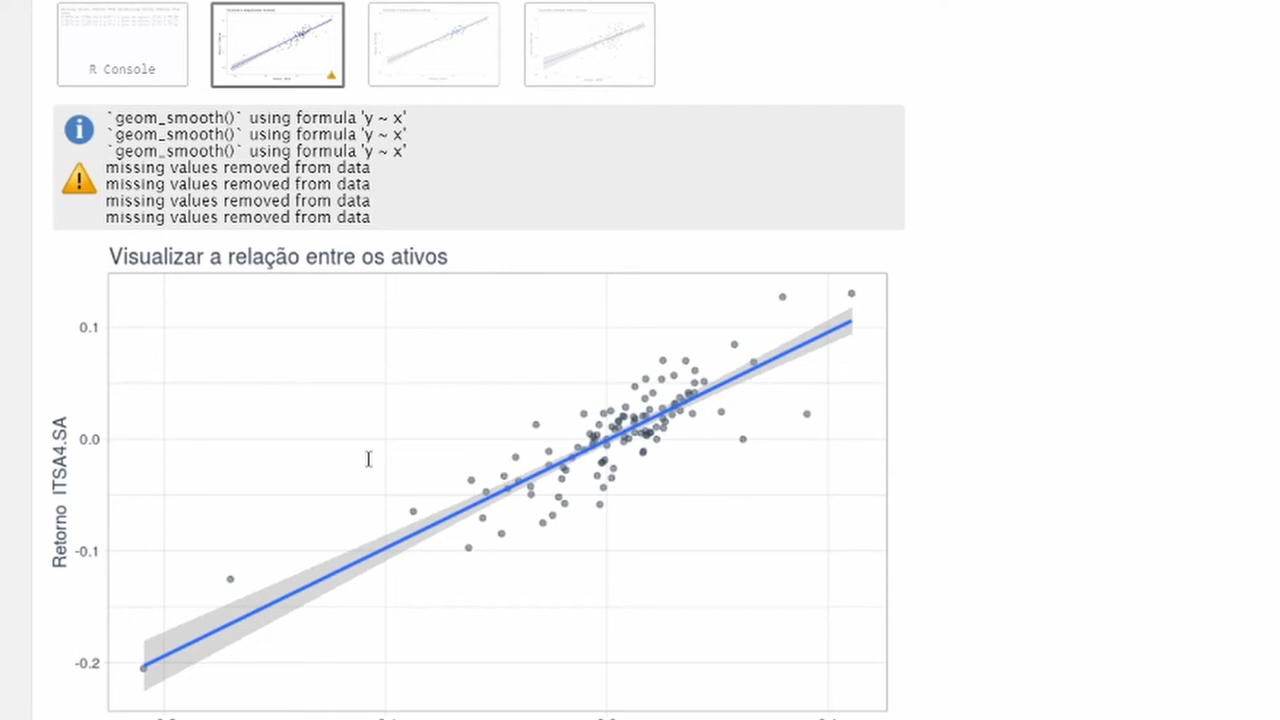 R Console
`geom_smooth()` using formula 'y ~ x'
`geom_smooth()` using formula 'y ~ x'
`geom_smooth()` using formula 'y ~ x'
missing values removed from data
missing values removed from data
missing values removed from data
missing values removed from data
Visualizar a relação entre os ativos
0.1
0.0
-0.1
-0.2
Retorno ITSA4.SA